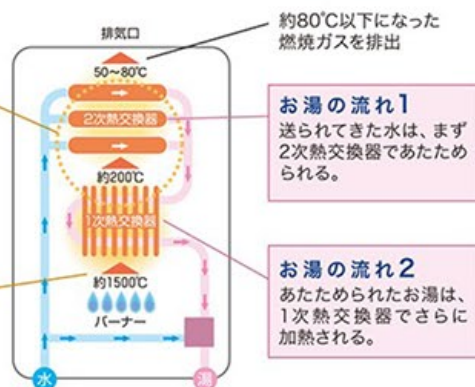 約80℃以下になった
燃焼ガスを排出
排気口
50～80℃
2次熱交換器
約200℃
1次熱交換器
約1500℃
バーナー
水
湯
お湯の流れ1
送られてきた水は、まず
2次熱交換器であたため
られる。
お湯の流れ2
あたためられたお湯は、
1次熱交換器でさらに
加熱される。